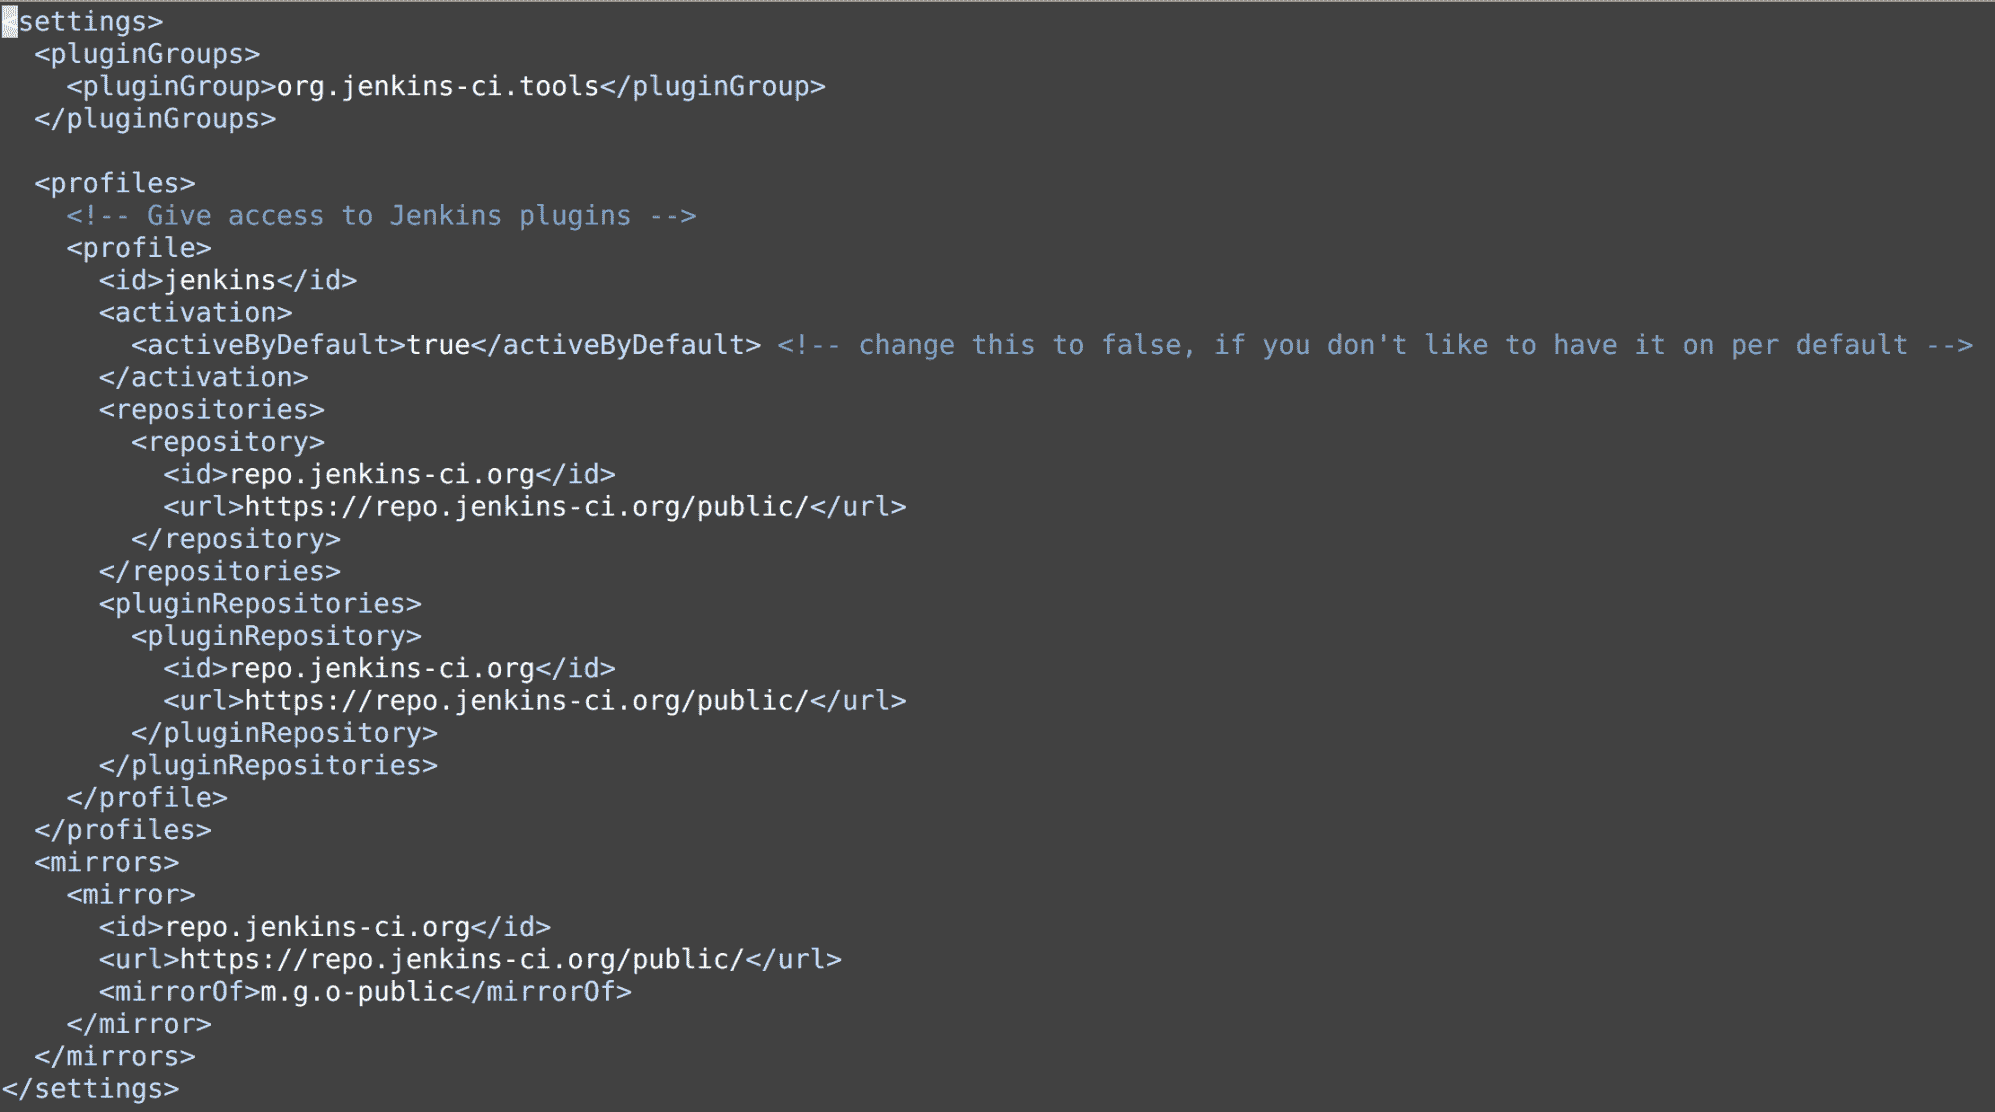 <settings>
  <pluginGroups>
    <pluginGroup>org.jenkins-ci.tools</pluginGroup>
  </pluginGroups>

  <profiles>
    <!-- Give access to Jenkins plugins -->
    <profile>
      <id>jenkins</id>
      <activation>
        <activeByDefault>true</activeByDefault> <!-- change this to false, if you don't like to have it on per default -->
      </activation>
      <repositories>
        <repository>
          <id>repo.jenkins-ci.org</id>
          <url>https://repo.jenkins-ci.org/public/</url>
        </repository>
      </repositories>
      <pluginRepositories>
        <pluginRepository>
          <id>repo.jenkins-ci.org</id>
          <url>https://repo.jenkins-ci.org/public/</url>
        </pluginRepository>
      </pluginRepositories>
    </profile>
  </profiles>
  <mirrors>
    <mirror>
      <id>repo.jenkins-ci.org</id>
      <url>https://repo.jenkins-ci.org/public/</url>
      <mirrorOf>m.g.o-public</mirrorOf>
    </mirror>
  </mirrors>
</settings>